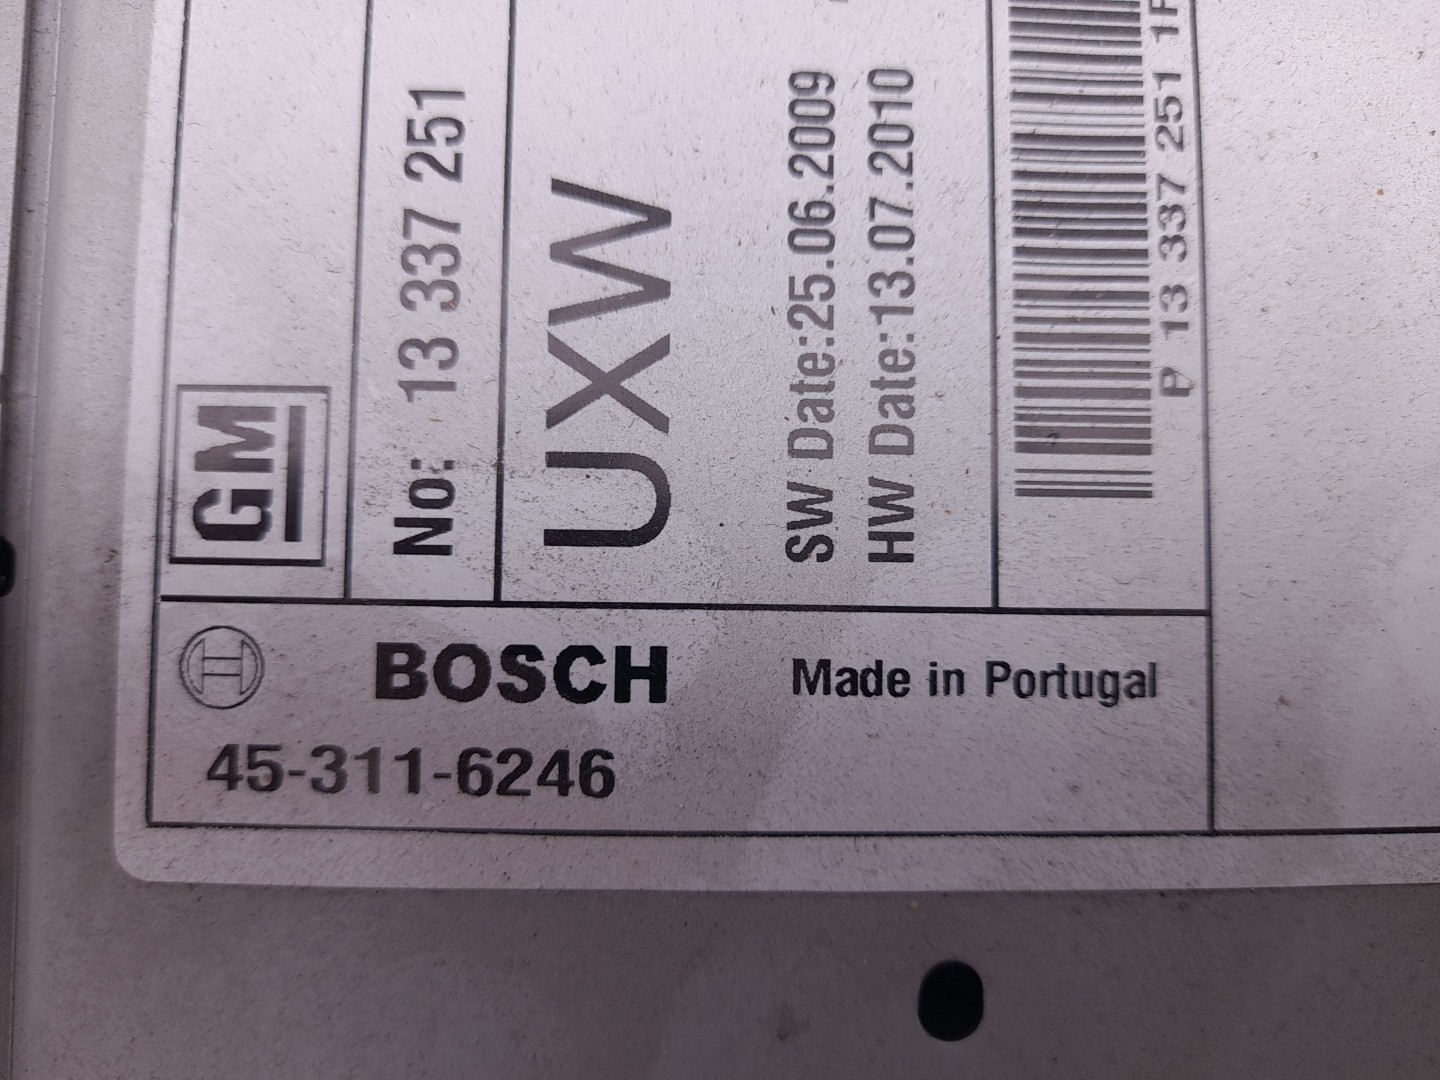 GM
No: 13 337 251
UXW
SW Date:25.06.2009
HW Date:13.07.2010
P 13 337 251 1P
BOSCH
Made in Portugal
45-311-6246